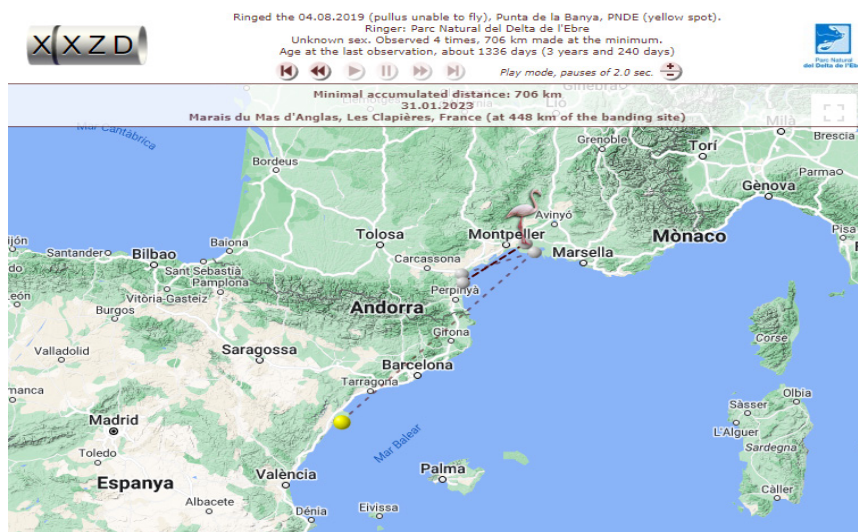 Ringed the 04.08.2019 (pullus unable to fly), Punta de la Banya, PNDE (yellow spot).
Ringer: Parc Natural del Delta de l'Ebre
Unknown sex. Observed 4 times, 706 km made at the minimum.
Age at the last observation, about 1336 days (3 years and 240 days)
X(XZD
Play mode, pauses of 2.0 sec.
Parc Natural
del Delta de l'Ebre
Minimal accumulated distance: 706 km
31.01.2023
Marais du Mas d'Anglas, Les Clapières, France (at 448 km of the banding site)
Lió
Milà
Mar Cantàbrica
Grenoble
Brescia
Torí
Bordeus
Parma
Gènova
Avinyó
Montpeller
Mònaco
Pisa
ijón
Santander
Bilbao
Baiona
Tolosa
Carcassona
Marsella
Sant Sebastià
Pamplona
Vitòria-Gasteiz
León
Burgos
Perpinyà
Andorra
Corse
Girona
Valladolid
Saragossa
Barcelona
Tarragona
manca
Olbia
Sàsser
L'Alguer
Sardegna
Madrid
Toledo
Mar Balear
Palma
Espanya
València
Càller
Albacete
Eivissa
Dénia